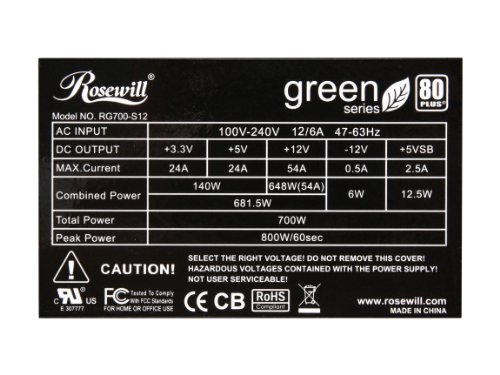 Rosewill®
green
series
80
PLUS®
Model NO. RG700-S12
AC INPUT 100V-240V 12/6A 47-63Hz
DC OUTPUT +3.3V +5V +12V -12V +5VSB
MAX.Current 24A 24A 54A 0.5A 2.5A
Combined Power 140W 648W(54A) 6W 12.5W
681.5W
Total Power 700W
Peak Power 800W/60sec
CAUTION!
SELECT THE RIGHT VOLTAGE! DO NOT REMOVE THIS COVER!
HAZARDOUS VOLTAGES CONTAINED WITH THE POWER SUPPLY!
NOT USER SERVICEABLE!
c UL US
E 307777
FC Tested To Comply
With FCC Standards
FOR HOME OR OFFICE USE
CE CB
RoHS
Compliant
www.rosewill.com
MADE IN CHINA